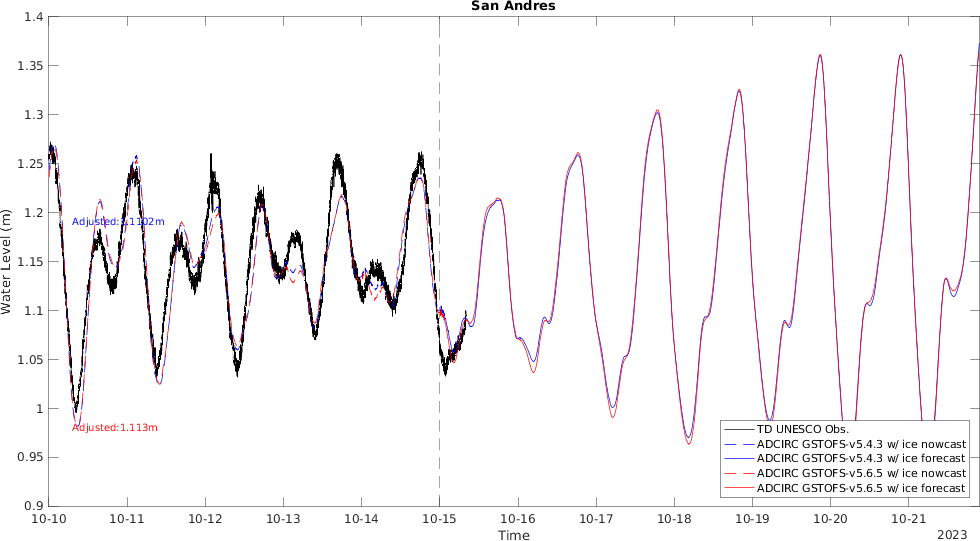 San Andres
1.4
1.35
1.3
1.25
1.2
1.15
1.1
1.05
1
0.95
0.9
Water Level (m)
Adjusted:1.1102m
Adjusted:1.113m
TD UNESCO Obs.
ADCIRC GSTOFS-v5.4.3 w/ ice nowcast
ADCIRC GSTOFS-v5.4.3 w/ ice forecast
ADCIRC GSTOFS-v5.6.5 w/ ice nowcast
ADCIRC GSTOFS-v5.6.5 w/ ice forecast
10-10 10-11 10-12 10-13 10-14 10-15 10-16 10-17 10-18 10-19 10-20 10-21
Time
2023